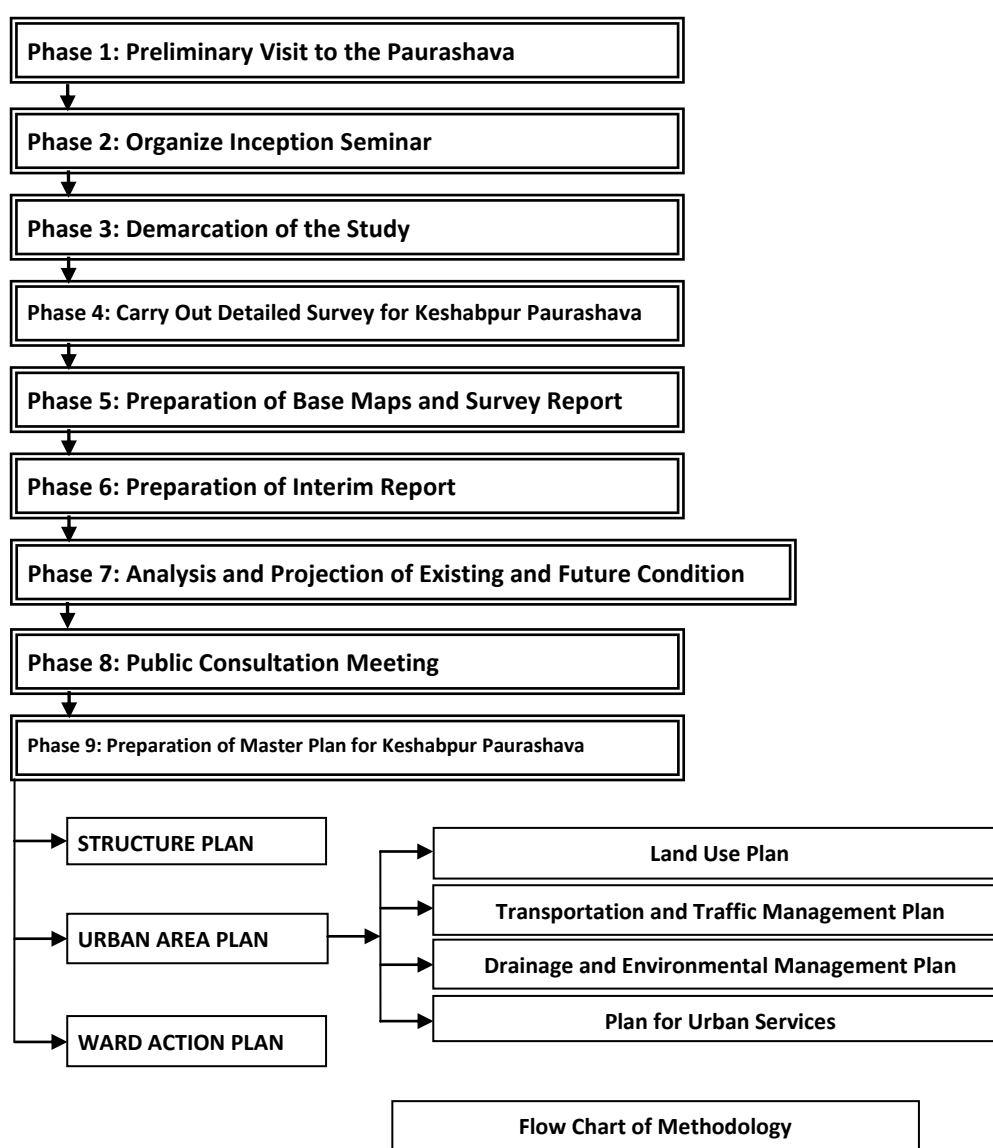 Phase 1: Preliminary Visit to the Paurashava
Phase 2: Organize Inception Seminar
Phase 3: Demarcation of the Study
Phase 4: Carry Out Detailed Survey for Keshabpur Paurashava
Phase 5: Preparation of Base Maps and Survey Report
Phase 6: Preparation of Interim Report
Phase 7: Analysis and Projection of Existing and Future Condition
Phase 8: Public Consultation Meeting
Phase 9: Preparation of Master Plan for Keshabpur Paurashava
STRUCTURE PLAN
URBAN AREA PLAN
WARD ACTION PLAN
Land Use Plan
Transportation and Traffic Management Plan
Drainage and Environmental Management Plan
Plan for Urban Services
Flow Chart of Methodology